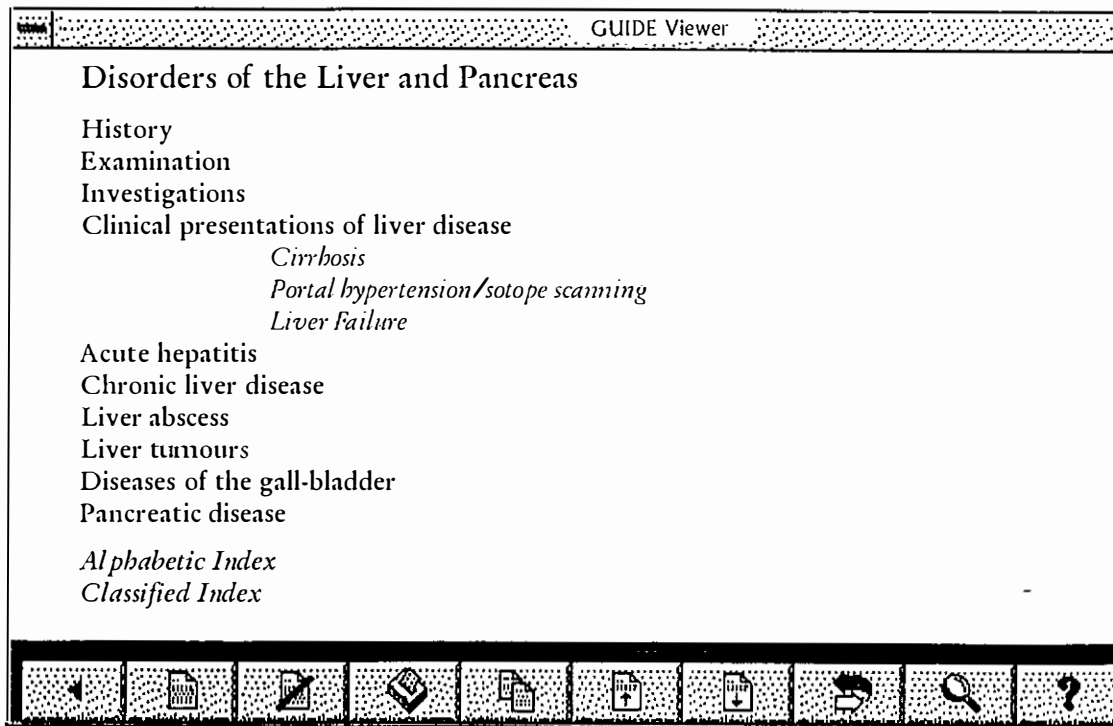 GUIDE Viewer
Disorders of the Liver and Pancreas
History
Examination
Investigations
Clinical presentations of liver disease
Cirrhosis
Portal hypertension/sotope scanning
Liver Failure
Acute hepatitis
Chronic liver disease
Liver abscess
Liver tumours
Diseases of the gall-bladder
Pancreatic disease
Alphabetic Index
Classified Index
?